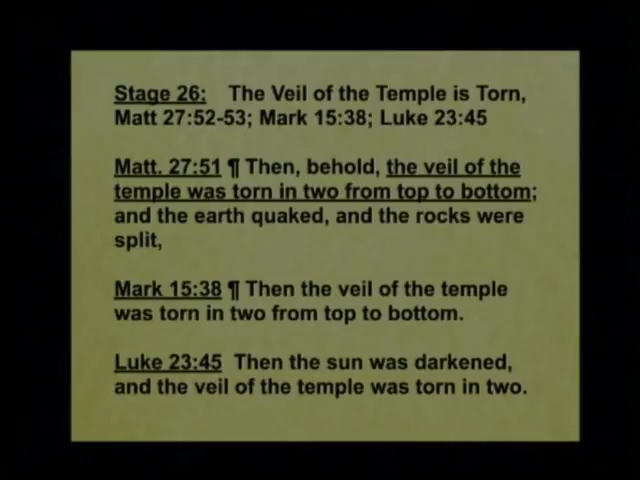 Stage 26: The Veil of the Temple is Torn,
Matt 27:52-53; Mark 15:38; Luke 23:45
Matt. 27:51 ¶ Then, behold, the veil of the
temple was torn in two from top to bottom;
and the earth quaked, and the rocks were
split,
Mark 15:38 ¶ Then the veil of the temple
was torn in two from top to bottom.
Luke 23:45 Then the sun was darkened,
and the veil of the temple was torn in two.